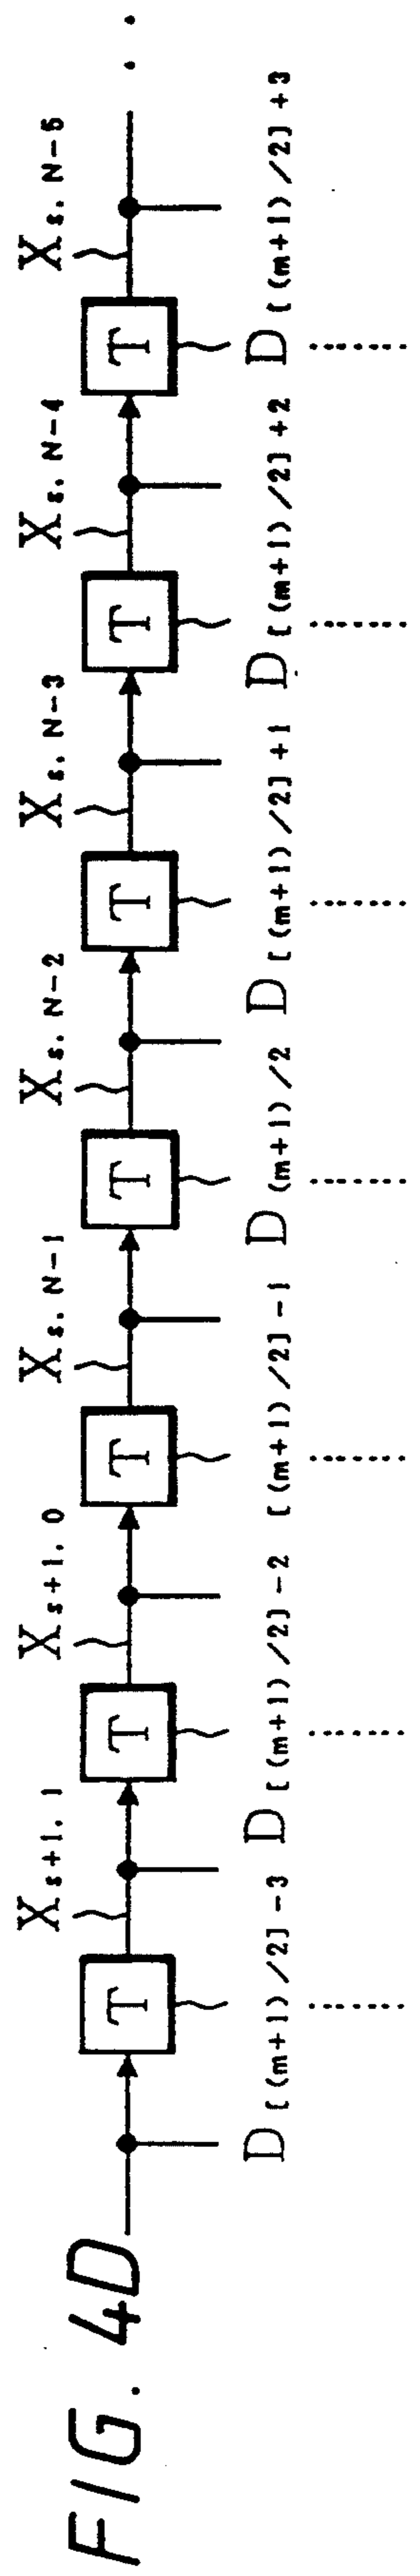 FIG. 4D
X s+1. 1
X s+1. 0
X s. N-1
X s. N-2
X s. N-3
X s. N-4
X s. N-5
T T T T T T T
D [(m+1)/2]-3
D [(m+1)/2]-2
[(m+1)/2]-1
D (m+1)/2
D [(m+1)/2]+1
D [(m+1)/2]+2
D [(m+1)/2]+3